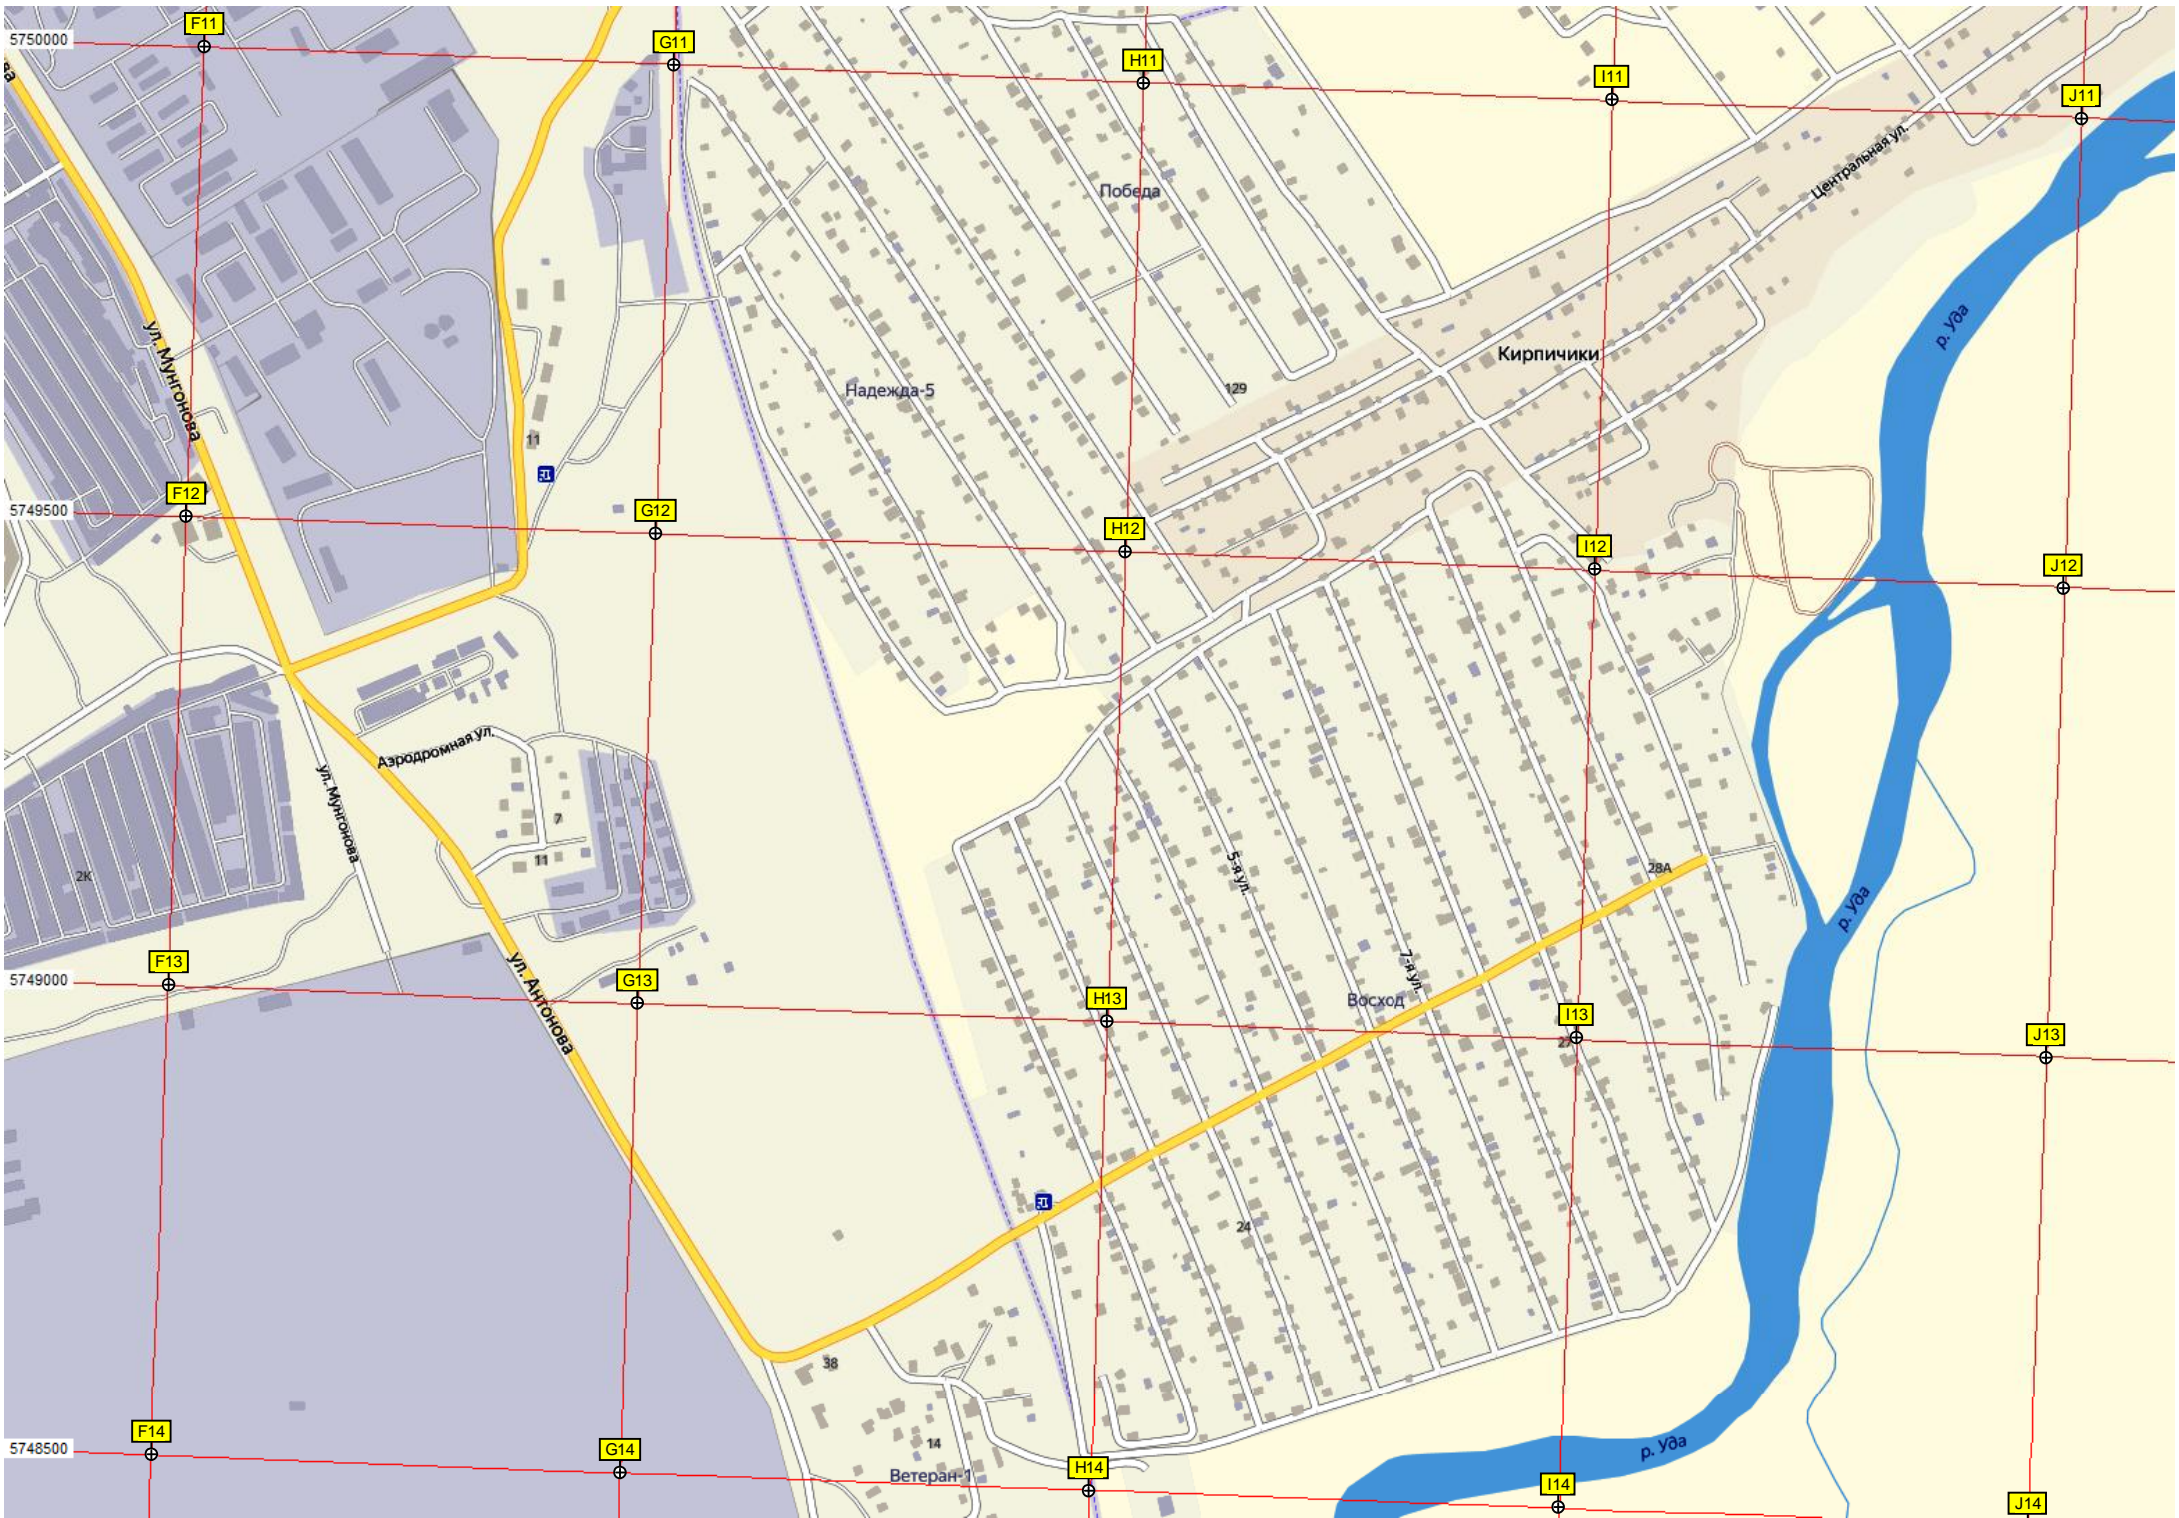 F11
5750000
G11
H11
I11
J11
ва
Центральная ул.
Победа
р. Уда
ул. Мунгонова
Кирпичики
Надежда-5
129
11
F12
5749500
G12
H12
I12
J12
Аэродромная ул.
ул. Мунгонова
7
11
2К
5-я ул.
28А
р. Уда
F13
5749000
ул. Антонова
G13
7-я ул.
Восход
H13
I13
27
J13
24
38
F14
5748500
G14
14
Ветеран-1
H14
р. Уда
I14
J14